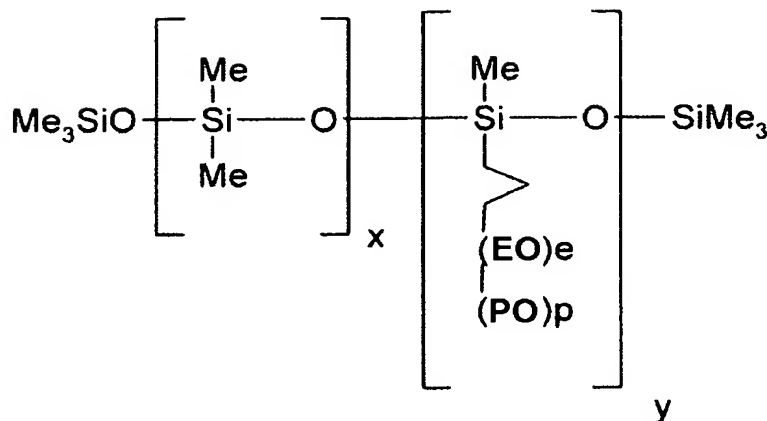 Me Me
Me₃SiO Si O Si O SiMe₃
Me
x
(EO)e
(PO)p
y